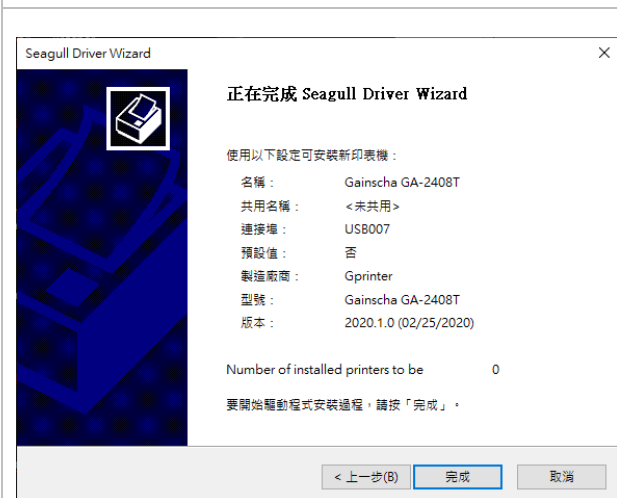 Seagull Driver Wizard
正在完成 Seagull Driver Wizard
使用以下設定可安裝新印表機：
名稱： Gainscha GA-2408T
共用名稱： <未共用>
連接埠： USB007
預設值： 否
製造廠商： Gprinter
型號： Gainscha GA-2408T
版本： 2020.1.0 (02/25/2020)
Number of installed printers to be 0
要開始驅動程式安裝過程，請按「完成」。
< 上一步(B) 完成 取消